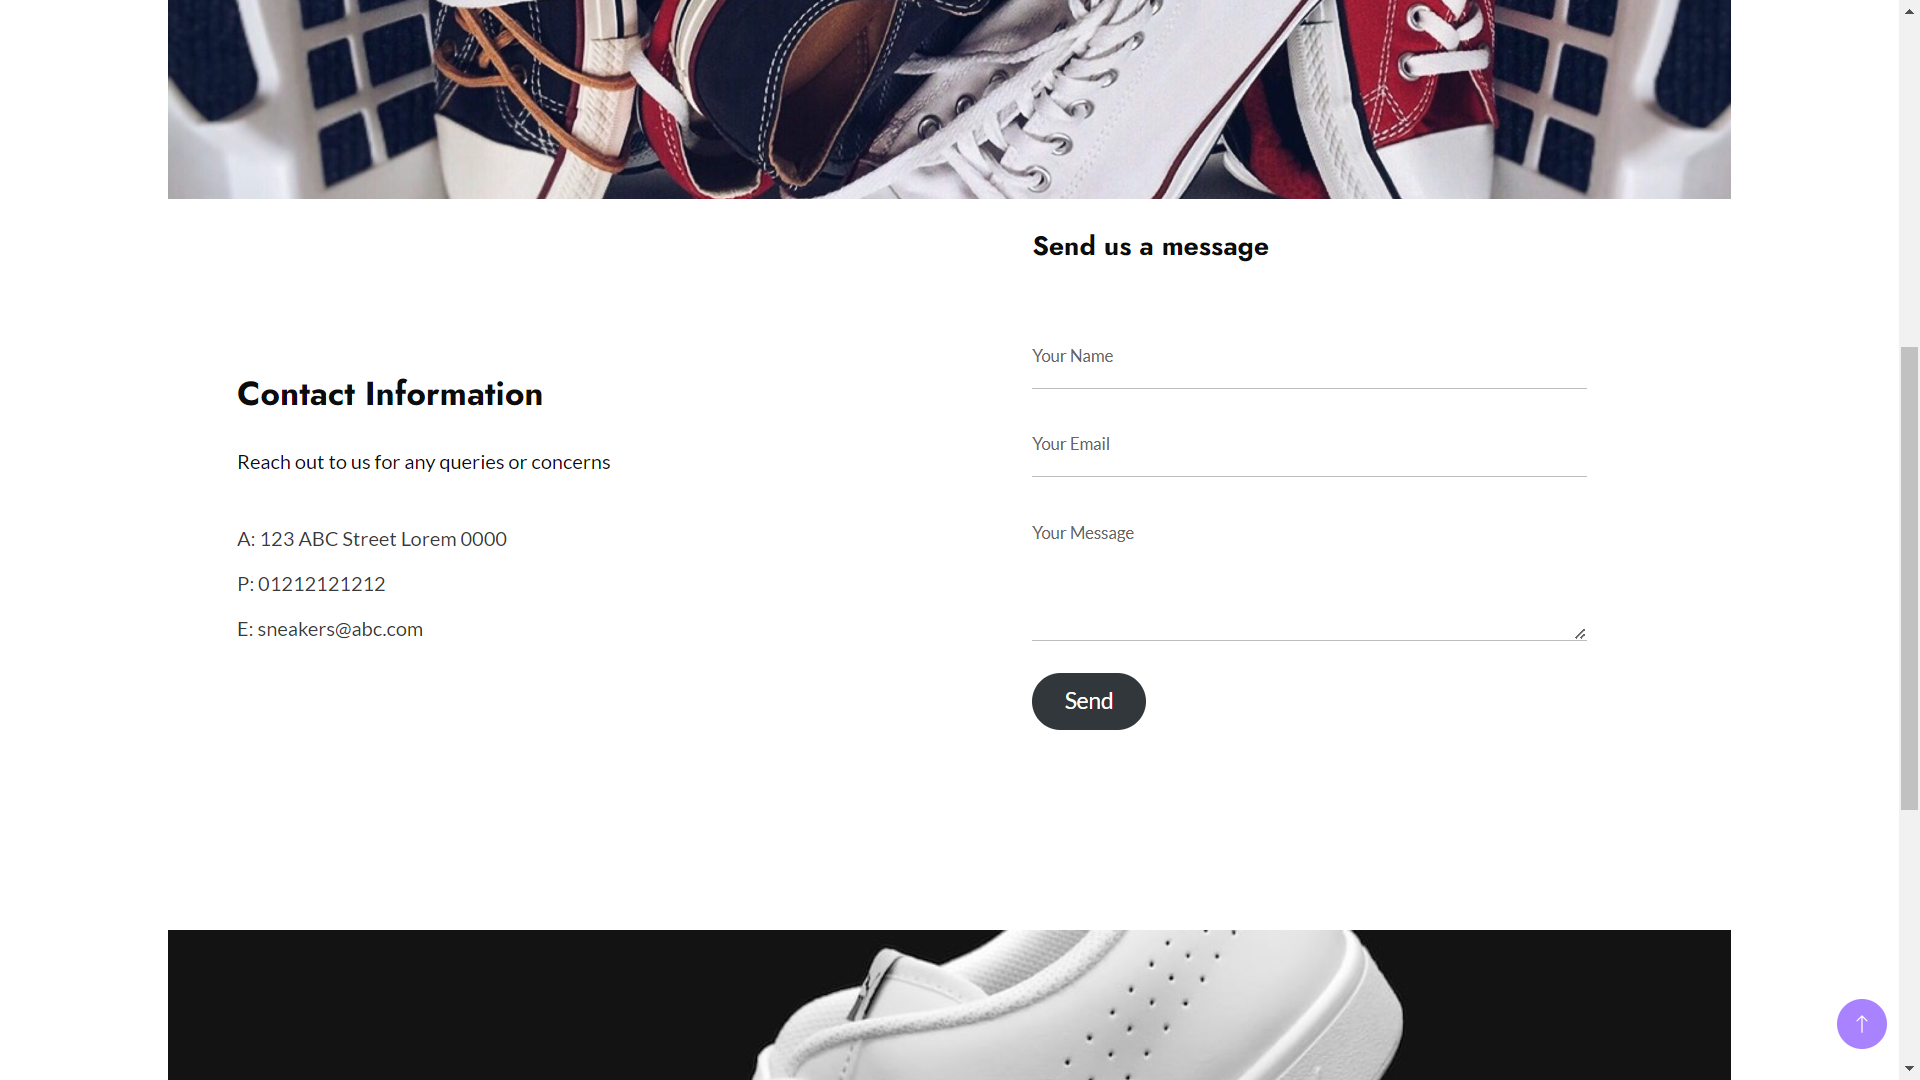 Send us a message
Your Name
Contact Information
Your Email
Reach out to us for any queries or concerns
Your Message
A: 123 ABC Street Lorem 0000
P: 01212121212
E: sneakers@abc.com
Send